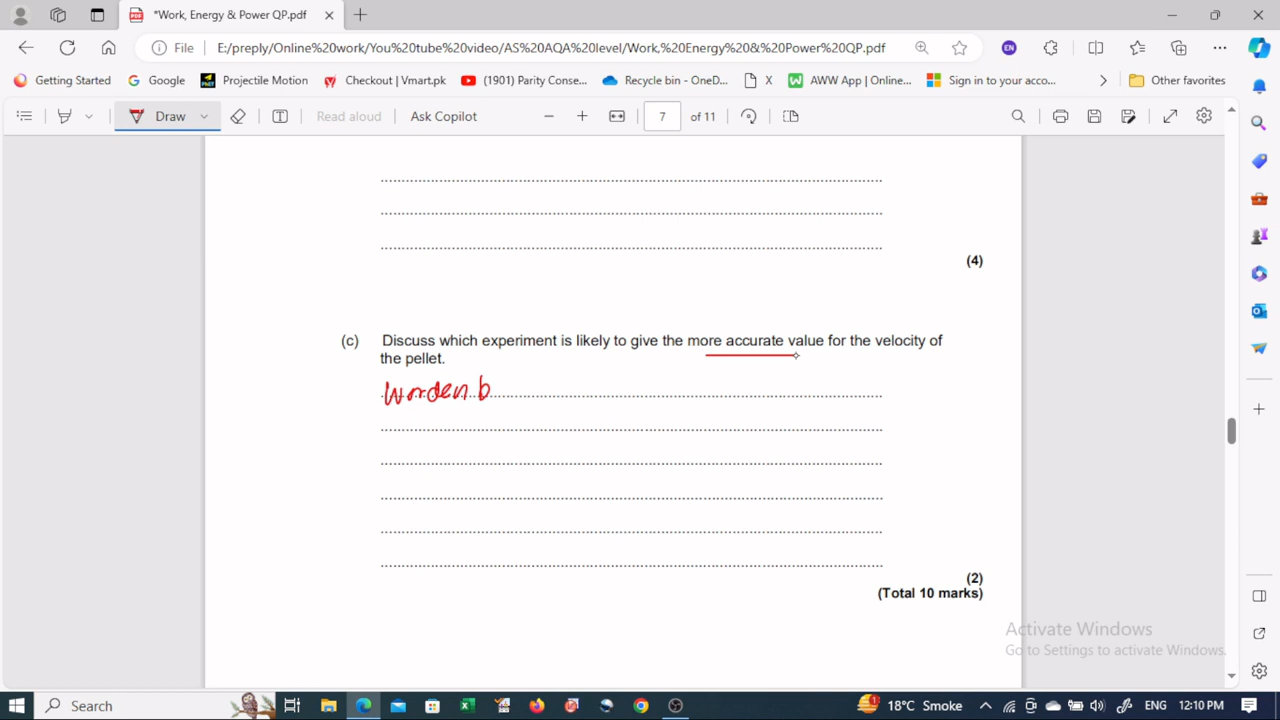 *Work, Energy & Power QP.pdf
File E:/preply/Online%20work/You%20tube%20video/AS%20AQA%20level/Work,%20Energy%20&%20Power%20QP.pdf
Getting Started Google Projectile Motion Checkout | Vmart.pk (1901) Parity Conse... Recycle bin - OneD... X AWW App | Online... Sign in to your acco... Other favorites
Draw Read aloud Ask Copilot 7 of 11
(4)
(c) Discuss which experiment is likely to give the more accurate value for the velocity of
the pellet.
Worden b
(2)
(Total 10 marks)
Activate Windows
Go to Settings to activate Windows.
Search 18°C Smoke ENG 12:10 PM